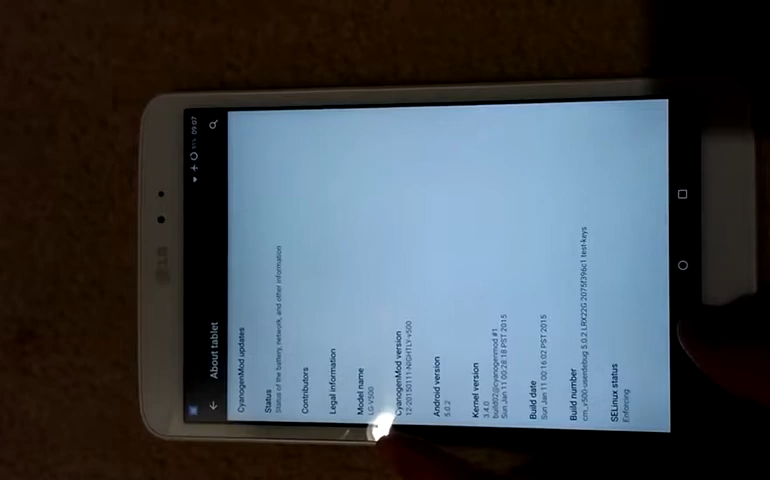 LG
09:07
About tablet
CyanogenMod updates
Status
Status of the battery, network, and other information
Contributors
Legal information
Model name
LG-V500
CyanogenMod version
12-20150111-NIGHTLY-v500
Android version
5.0.2
Kernel version
3.4.0
build02@cyanogenmod #1
Sun Jan 11 00:28:18 PST 2015
Build date
Sun Jan 11 00:16:02 PST 2015
Build number
cm_v500-userdebug 5.0.2 LRX22G test-keys
SELinux status
Enforcing